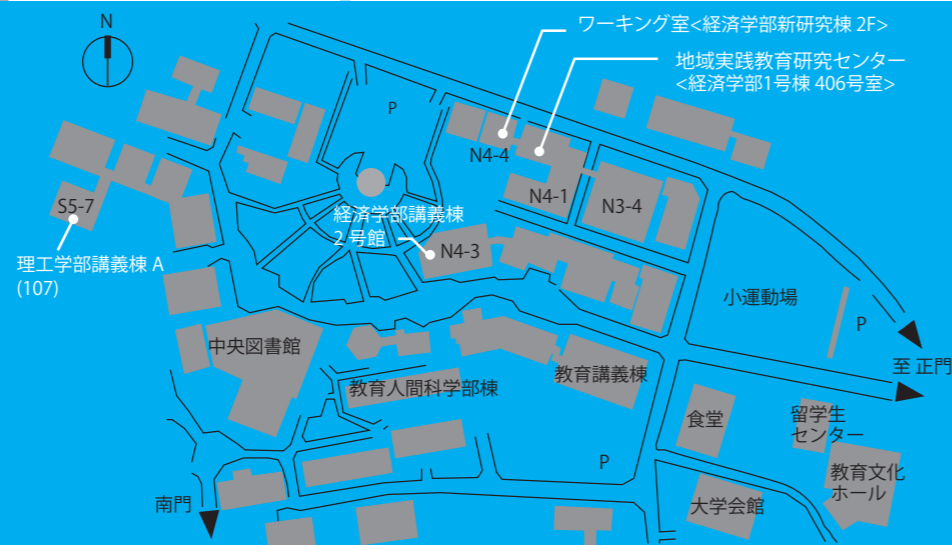 N
ワーキング室<経済学部新研究棟 2F>
地域実践教育研究センター
<経済学部1号棟 406号室>
P
N4-4
N4-1
N3-4
S5-7
経済学部講義棟
2 号館
N4-3
理工学部講義棟 A
(107)
小運動場
P
至 正門
中央図書館
教育人間科学部棟
教育講義棟
食堂
留学生
センター
P
教育文化
ホール
南門
大学会館